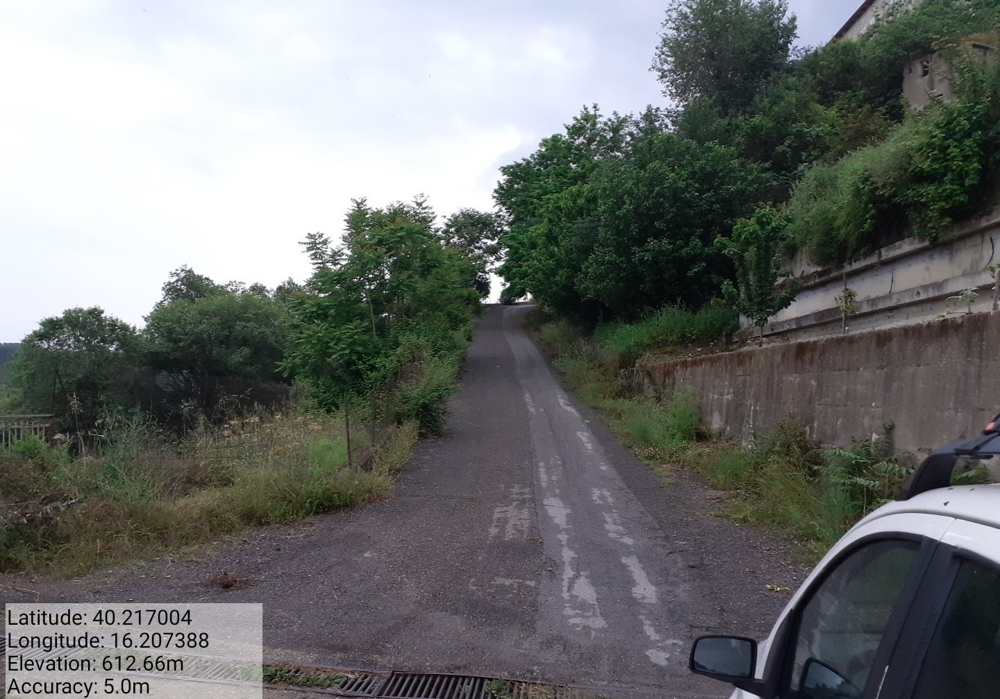 Latitude: 40.217004
Longitude: 16.207388
Elevation: 612.66m
Accuracy: 5.0m